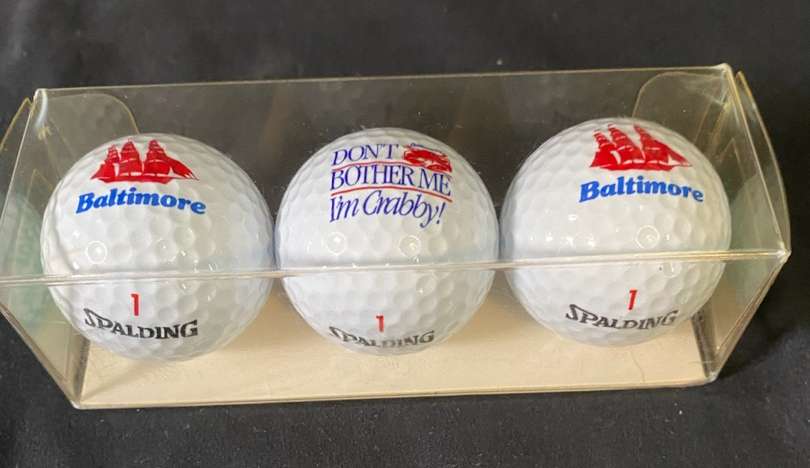 Baltimore
1
SPALDING
DON'T
BOTHER ME
I'm Crabby!
1
SPALDING
Baltimore
1
SPALDING